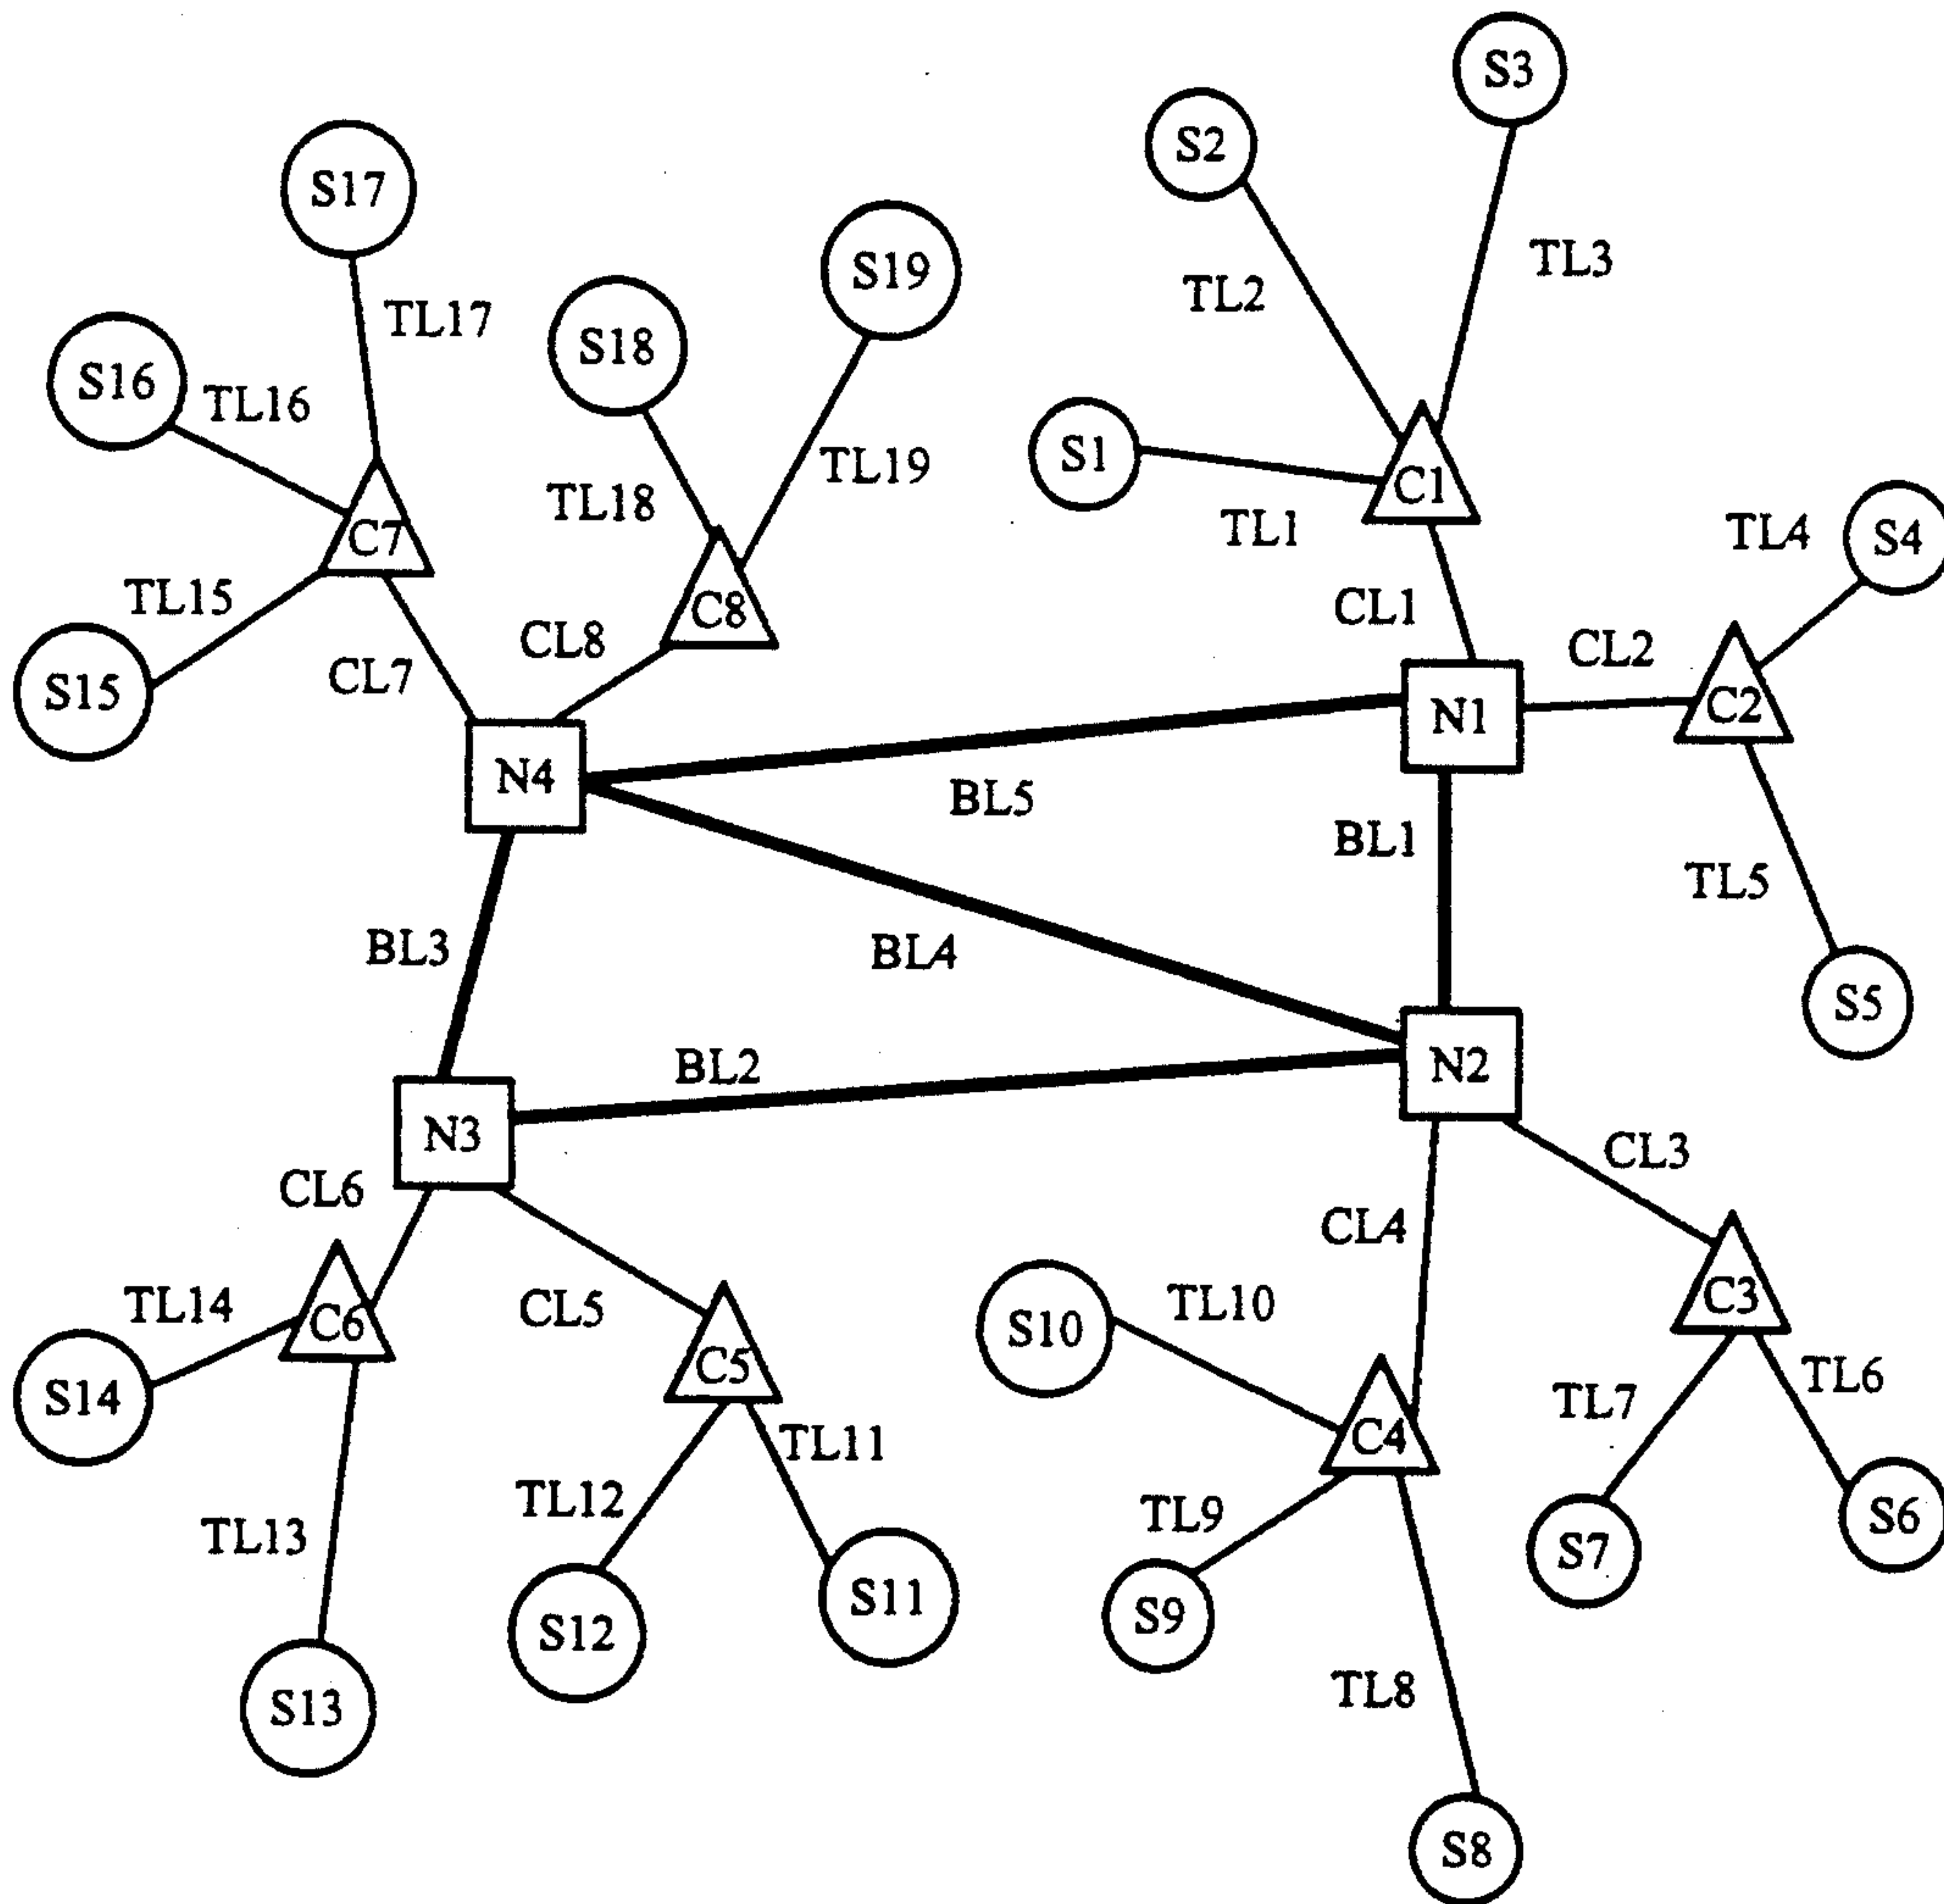 S3
S2
S17
S19
TL3
TL2
TL17
S18
S16
TL16
S1
TL19
C1
TL18
TL1
TL4
S4
C7
TL15
CL1
C8
CL8
CL2
CL7
S15
C2
N1
N4
BL5
BL1
TL5
BL3
BL4
S5
BL2
N2
N3
CL3
CL6
CL4
C3
TL14
TL10
CL5
C6
S10
C5
TL6
S14
TL7
C4
TL11
TL12
TL9
S6
TL13
S7
S11
S9
S12
TL8
S13
S8